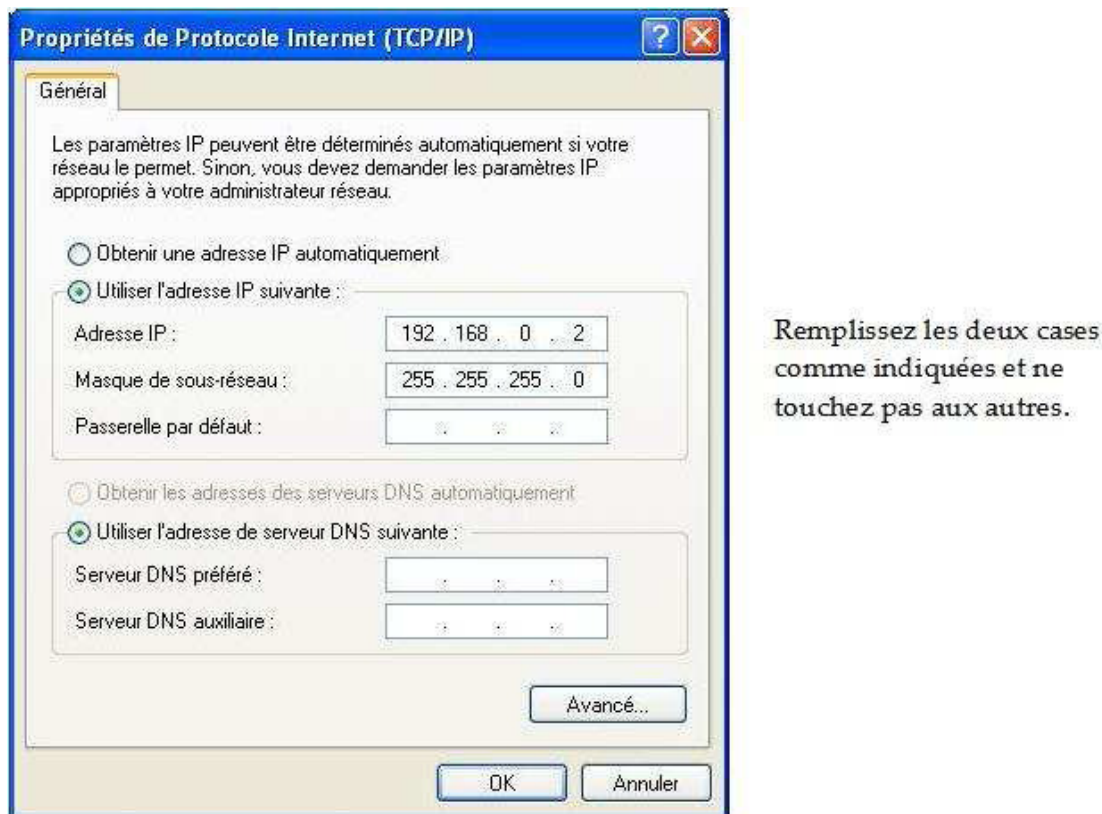 Propriétés de Protocole Internet (TCP/IP)
Général
Les paramètres IP peuvent être déterminés automatiquement si votre
réseau le permet. Sinon, vous devez demander les paramètres IP
appropriés à votre administrateur réseau.
Obtenir une adresse IP automatiquement
Utiliser l'adresse IP suivante :
Adresse IP : 192 . 168 . 0 . 2
Masque de sous-réseau : 255 . 255 . 255 . 0
Passerelle par défaut : . . .
Obtenir les adresses des serveurs DNS automatiquement
Utiliser l'adresse de serveur DNS suivante :
Serveur DNS préféré : . . .
Serveur DNS auxiliaire : . . .
Avancé...
OK Annuler
Remplissez les deux cases
comme indiquées et ne
touchez pas aux autres.